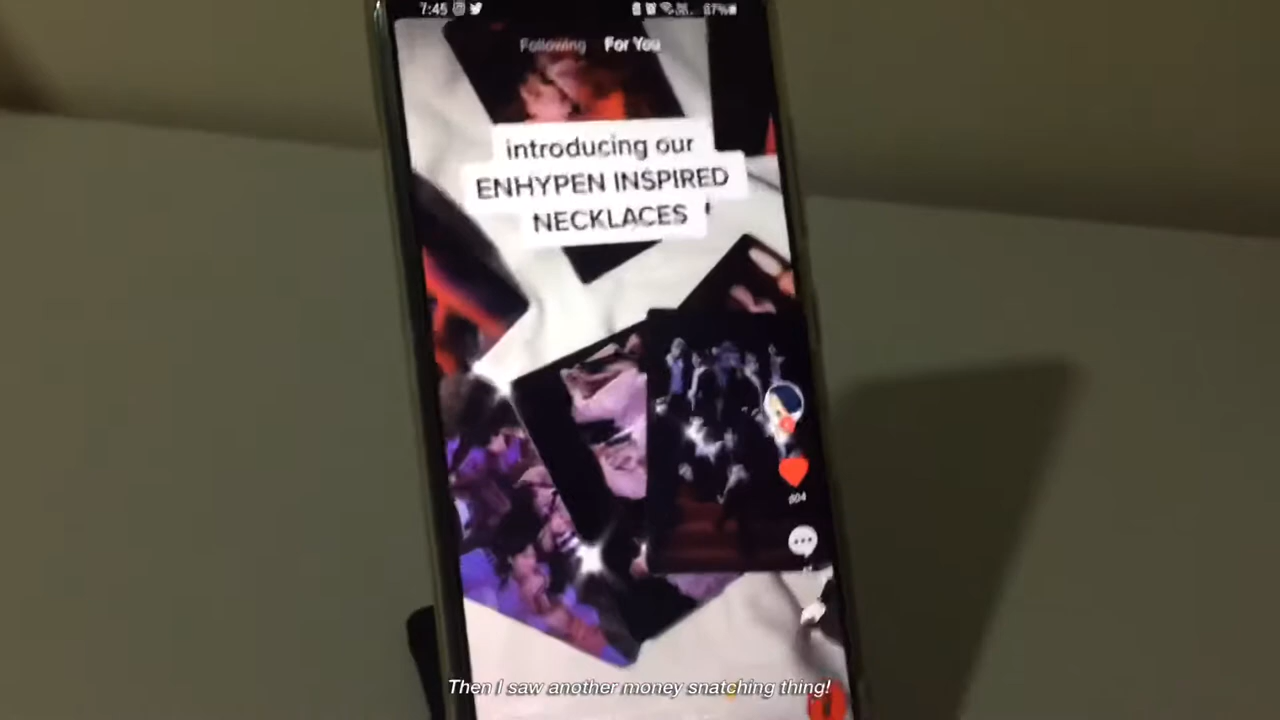 7:45
Following For You
introducing our
ENHYPEN INSPIRED
NECKLACES
Then I saw another money snatching thing!